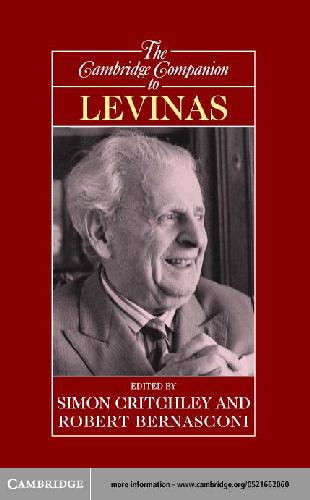 The
Cambridge Companion
to
LEVINAS
EDITED BY
SIMON CRITCHLEY AND
ROBERT BERNASCONI
CAMBRIDGE more information - www.cambridge.org/0521662060